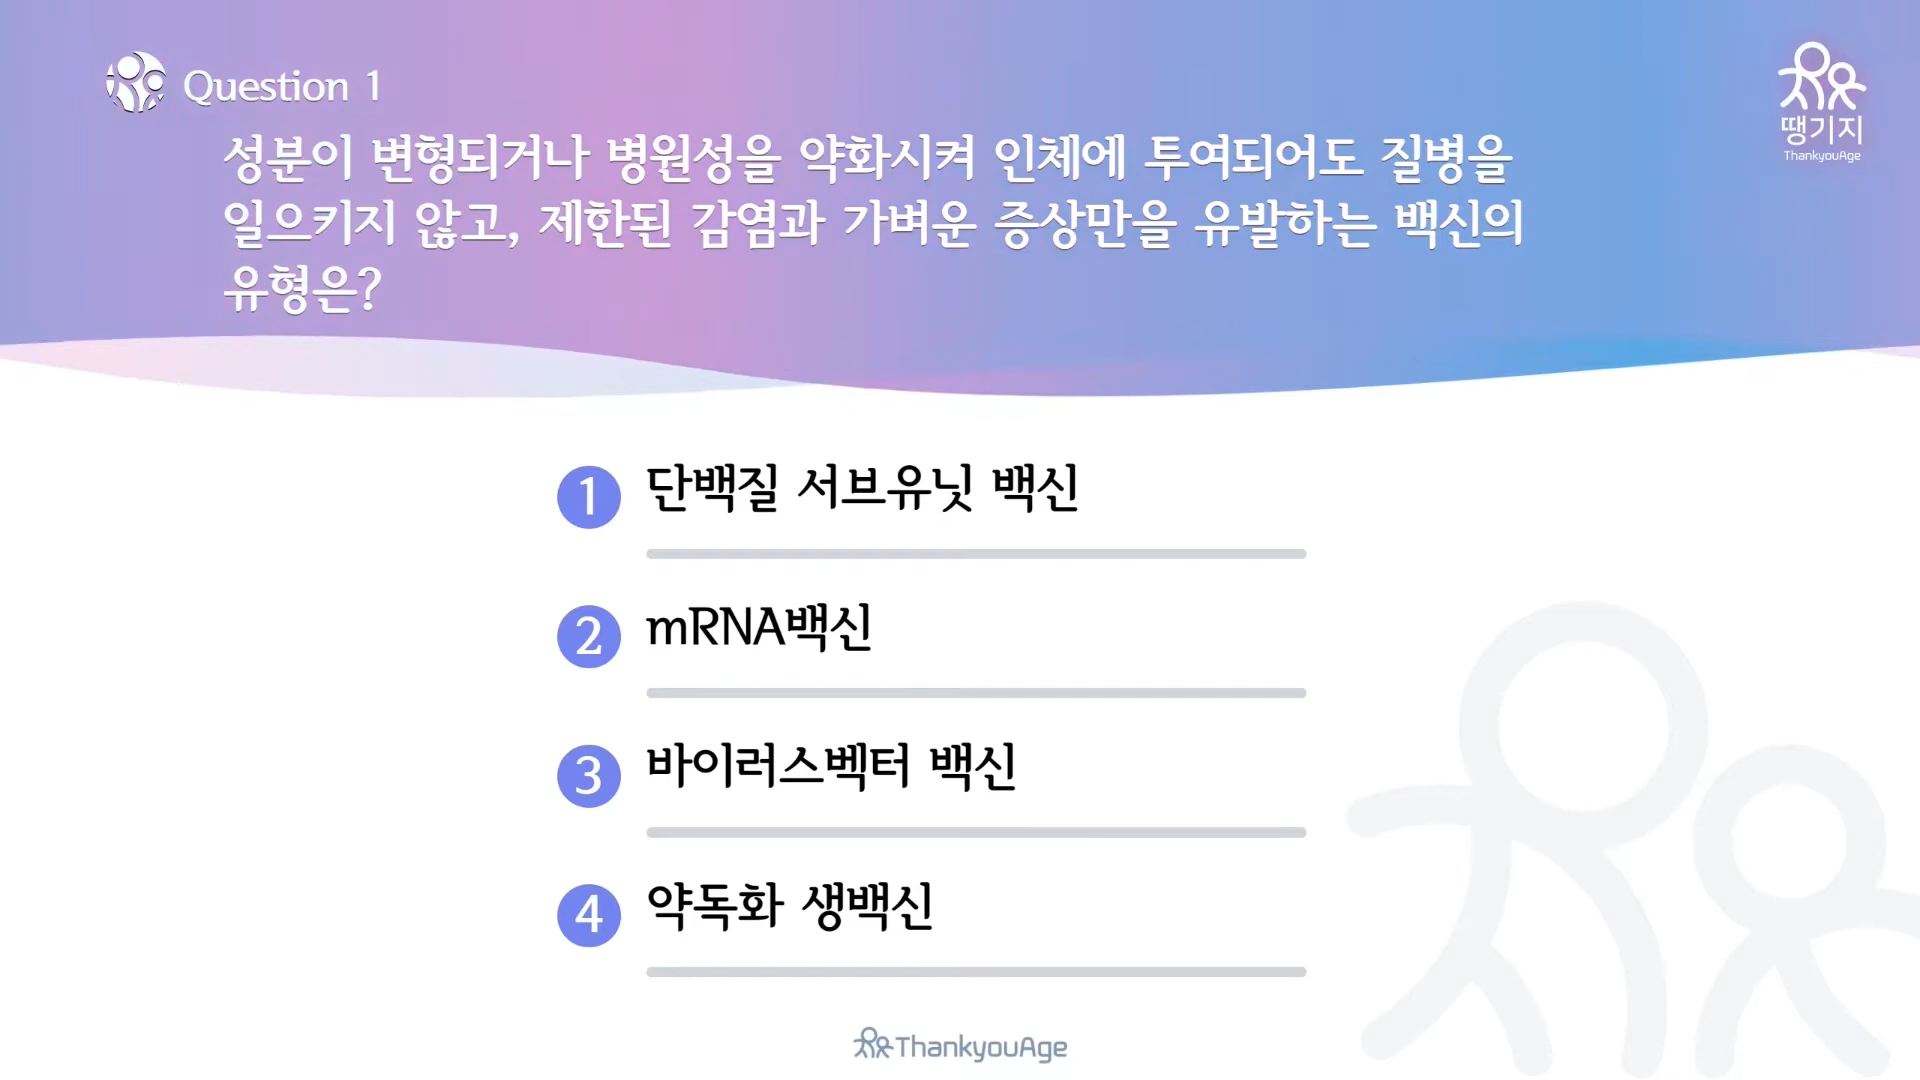 Question 1
땡기지
ThankyouAge
성분이 변형되거나 병원성을 약화시켜 인체에 투여되어도 질병을
일으키지 않고, 제한된 감염과 가벼운 증상만을 유발하는 백신의
유형은?
1 단백질 서브유닛 백신
2 mRNA백신
3 바이러스벡터 백신
4 약독화 생백신
ThankyouAge